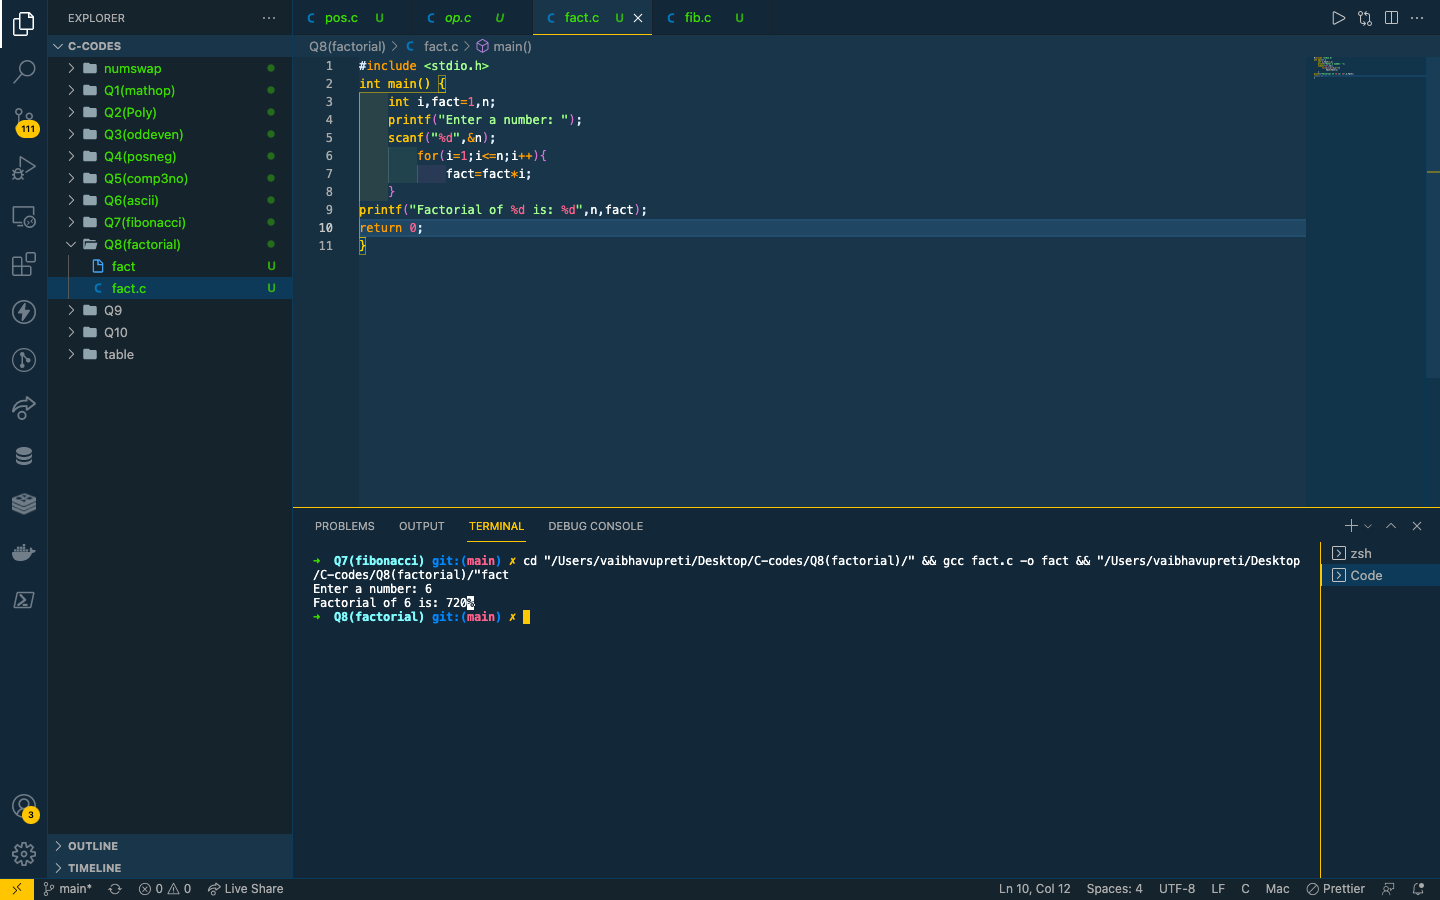 EXPLORER
C-CODES
numswap
Q1(mathop)
Q2(Poly)
Q3(oddeven)
Q4(posneg)
Q5(comp3no)
Q6(ascii)
Q7(fibonacci)
Q8(factorial)
fact U
fact.c U
Q9
Q10
table
OUTLINE
TIMELINE
111
3
pos.c U op.c U fact.c U fib.c U
Q8(factorial) > C fact.c > main()
1 #include <stdio.h>
2 int main() {
3 int i,fact=1,n;
4 printf("Enter a number: ");
5 scanf("%d",&n);
6 for(i=1;i<=n;i++){
7 fact=fact*i;
8 }
9 printf("Factorial of %d is: %d",n,fact);
10 return 0;
11 }
PROBLEMS OUTPUT TERMINAL DEBUG CONSOLE
➜ Q7(fibonacci) git:(main) ✗ cd "/Users/vaibhavupreti/Desktop/C-codes/Q8(factorial)/" && gcc fact.c -o fact && "/Users/vaibhavupreti/Desktop
/C-codes/Q8(factorial)/"fact
Enter a number: 6
Factorial of 6 is: 720%
➜ Q8(factorial) git:(main) ✗
zsh
Code
main* 0 0 Live Share Ln 10, Col 12 Spaces: 4 UTF-8 LF C Mac Prettier